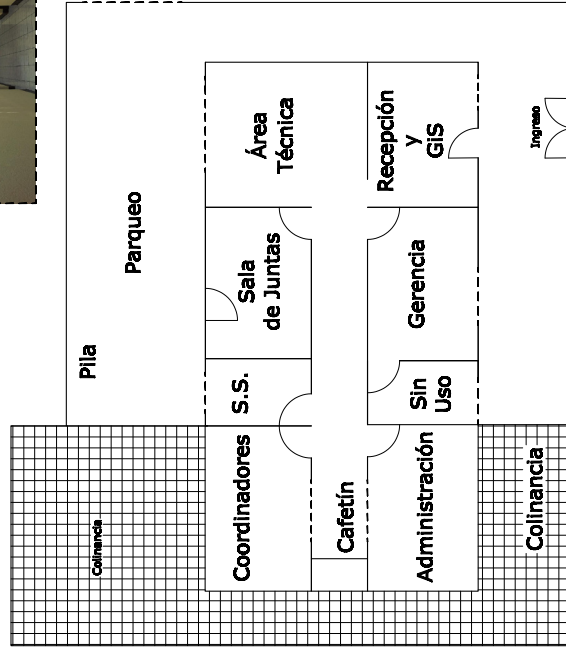 Pila
Parqueo
Área
Técnica
Recepción
y
GiS
Ingreso
Sala
de Juntas
Gerencia
S.S.
Sin
Uso
Coordinadores
Cafetín
Administración
Colinancia
Colinancia